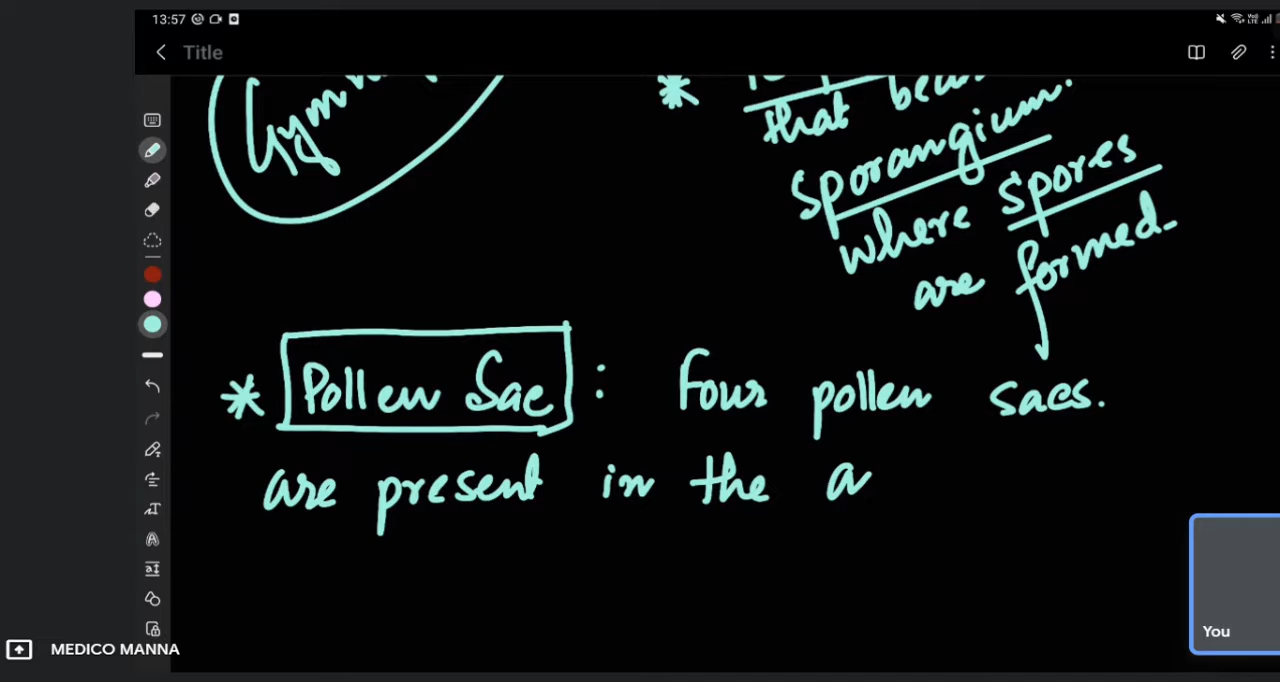 13:57
Title
Gymn
* that bear
sporangium.
where spores
are formed.
* Pollen Sac : Four pollen sacs.
are present in the a
You
MEDICO MANNA